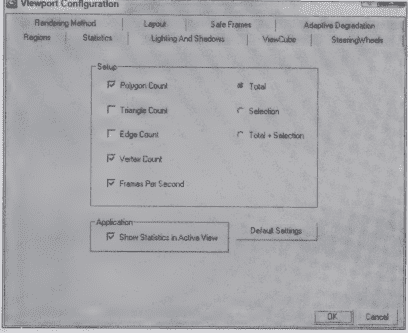 Viewport Configuration
Rendering Method Layout Safe Frames Adaptive Degradation
Regions Statistics Lighting And Shadows ViewCube SteeringWheels
Setup
Polygon Count Total
Triangle Count Selection
Edge Count Total + Selection
Vertex Count
Frames Per Second
Application
Show Statistics in Active View Default Settings
OK Cancel